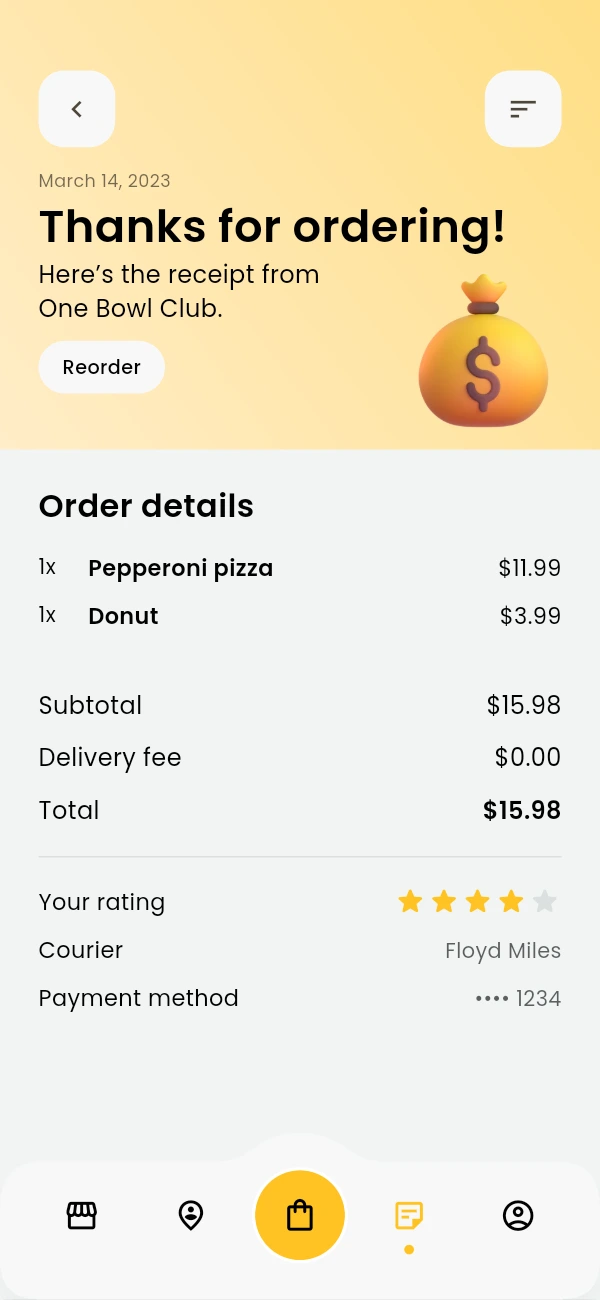 March 14, 2023
Thanks for ordering!
Here’s the receipt from
One Bowl Club.
Reorder
$
Order details
1x Pepperoni pizza $11.99
1x Donut $3.99
Subtotal $15.98
Delivery fee $0.00
Total $15.98
Your rating
Courier Floyd Miles
Payment method •••• 1234